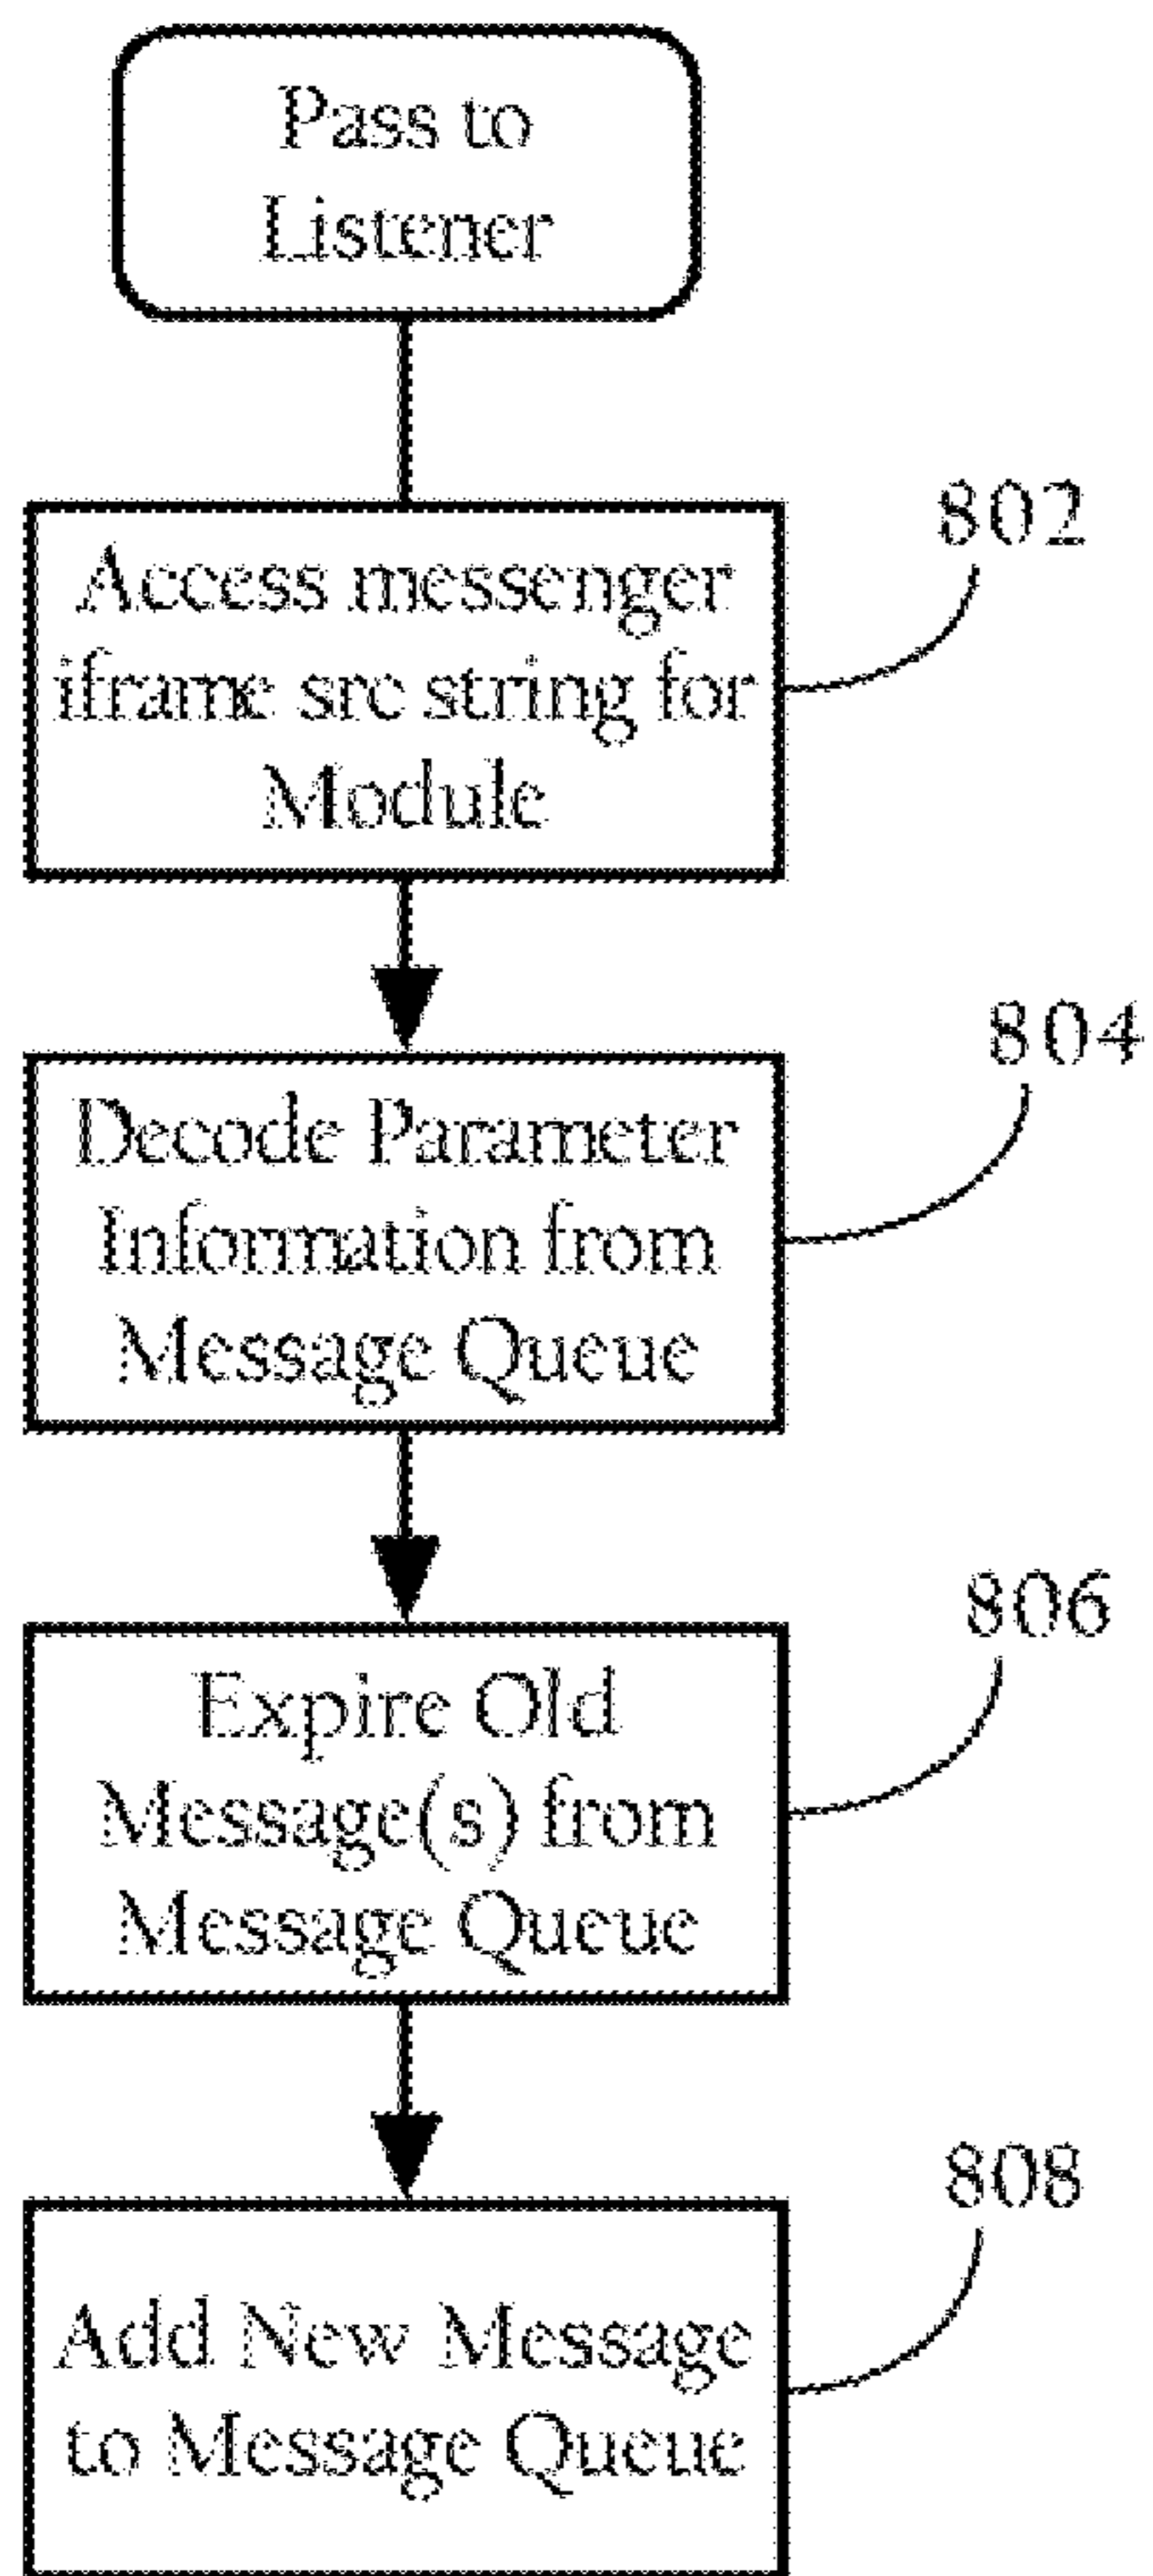 Pass to
Listener
802
Access messenger
iframe src string for
Module
804
Decode Parameter
Information from
Message Queue
806
Expire Old
Message(s) from
Message Queue
808
Add New Message
to Message Queue